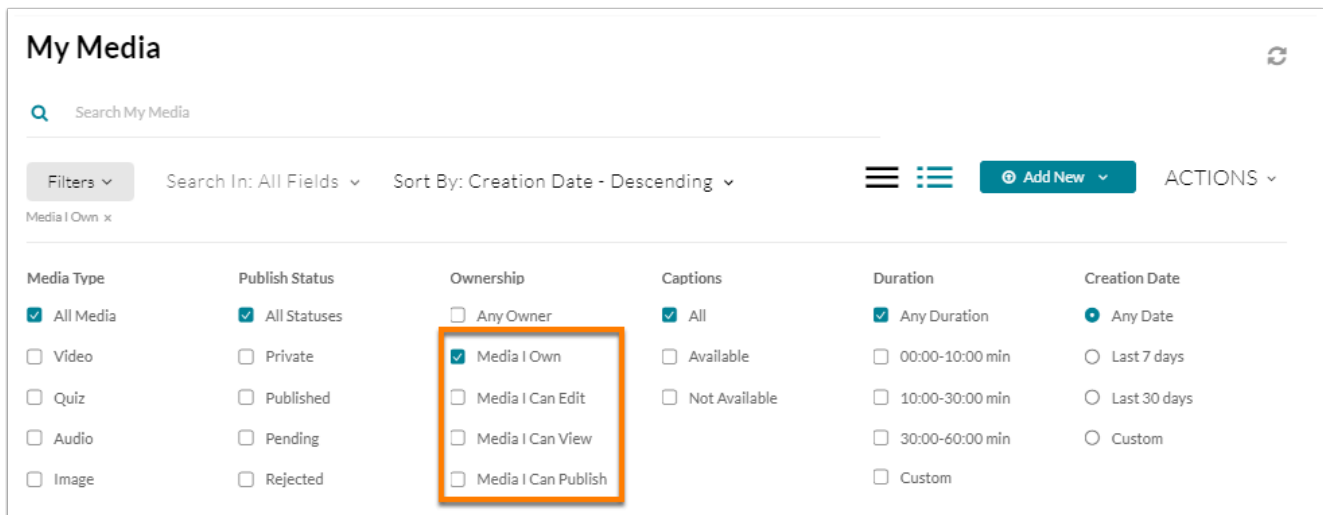 My Media
Search My Media
Filters
Search In: All Fields
Sort By: Creation Date - Descending
Add New
ACTIONS
Media I Own ×
Media Type
Publish Status
Ownership
Captions
Duration
Creation Date
All Media
All Statuses
Any Owner
All
Any Duration
Any Date
Video
Private
Media I Own
Available
00:00-10:00 min
Last 7 days
Quiz
Published
Media I Can Edit
Not Available
10:00-30:00 min
Last 30 days
Audio
Pending
Media I Can View
30:00-60:00 min
Custom
Image
Rejected
Media I Can Publish
Custom